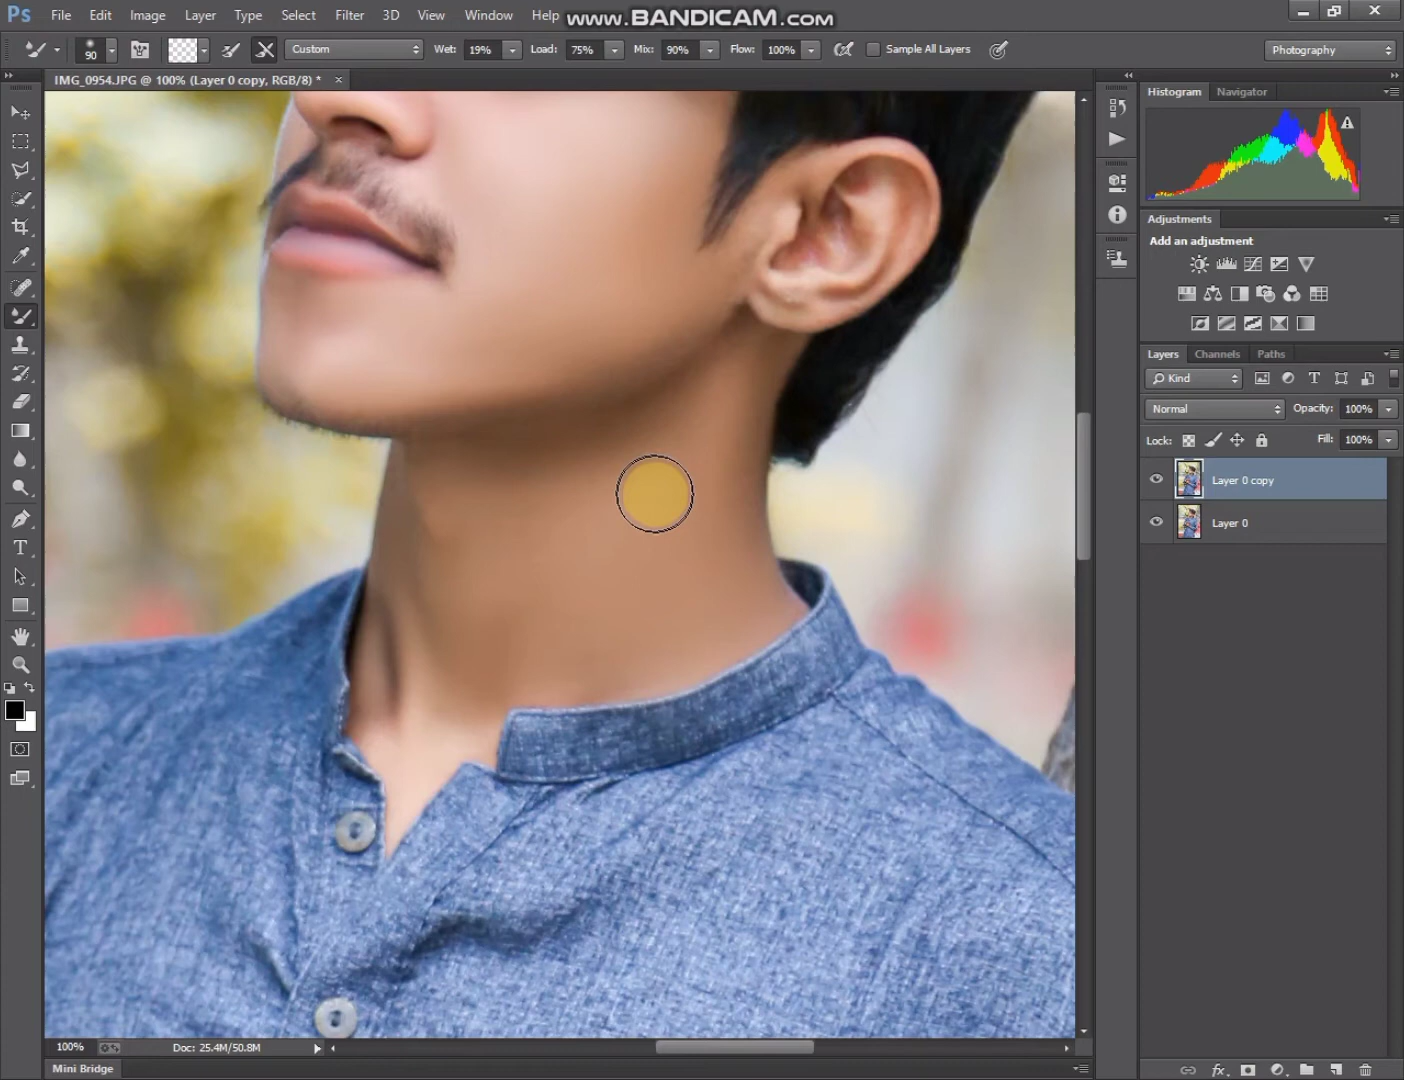 Ps File Edit Image Layer Type Select Filter 3D View Window Help www.BANDICAM.com
90 Custom Wet: 19% Load: 75% Mix: 90% Flow: 100% Sample All Layers Photography
IMG_0954.JPG @ 100% (Layer 0 copy, RGB/8) * ×
Histogram Navigator
Adjustments
Add an adjustment
Layers Channels Paths
Kind
Normal Opacity: 100%
Lock: Fill: 100%
Layer 0 copy
Layer 0
100% Doc: 25.4M/50.8M
Mini Bridge